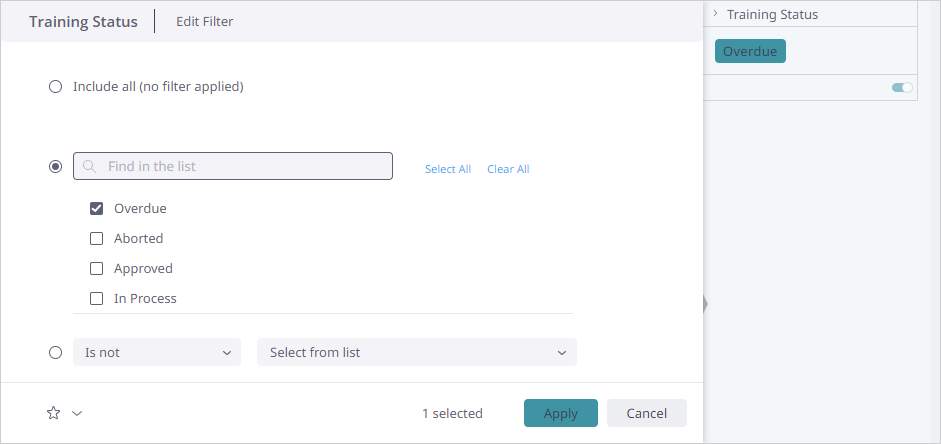 Training Status
Edit Filter
Training Status
Overdue
Include all (no filter applied)
Find in the list
Select All
Clear All
Overdue
Aborted
Approved
In Process
Is not
Select from list
1 selected
Apply
Cancel